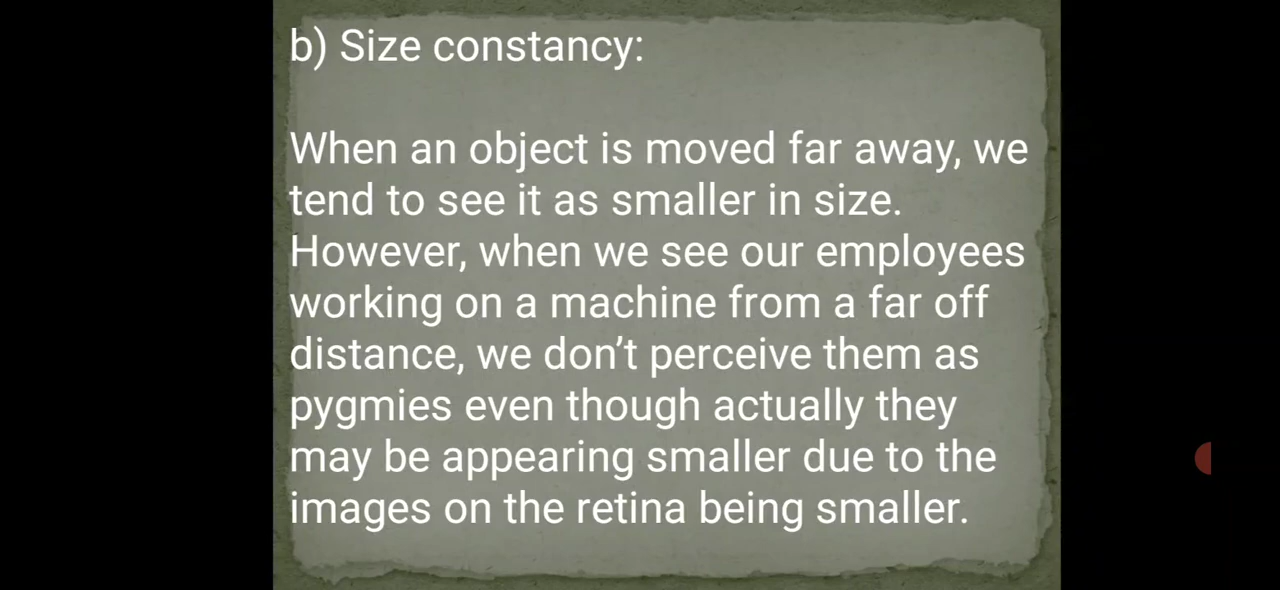 b) Size constancy:
When an object is moved far away, we
tend to see it as smaller in size.
However, when we see our employees
working on a machine from a far off
distance, we don’t perceive them as
pygmies even though actually they
may be appearing smaller due to the
images on the retina being smaller.